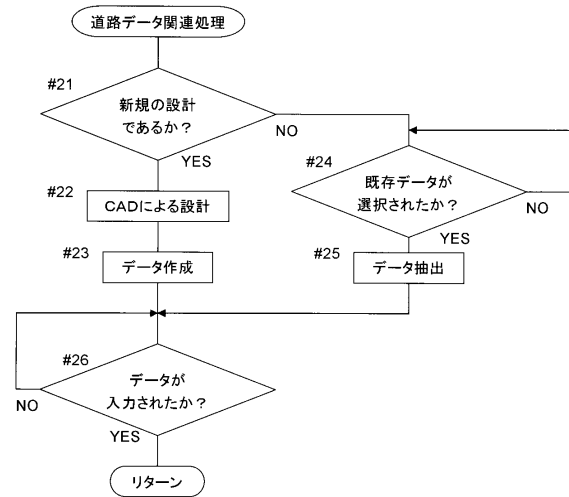 道路データ関連処理
#21
新規の設計
であるか？
NO
YES
#22
CADによる設計
#23
データ作成
#24
既存データが
選択されたか？
NO
YES
#25
データ抽出
#26
データが
入力されたか？
NO
YES
リターン